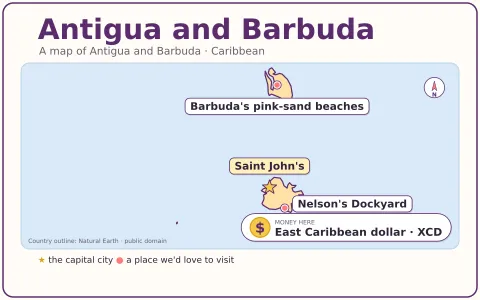 Antigua and Barbuda
A map of Antigua and Barbuda · Caribbean
N
Barbuda's pink-sand beaches
Saint John's
Nelson's Dockyard
$
MONEY HERE
East Caribbean dollar · XCD
Country outline: Natural Earth · public domain
★ the capital city ● a place we'd love to visit